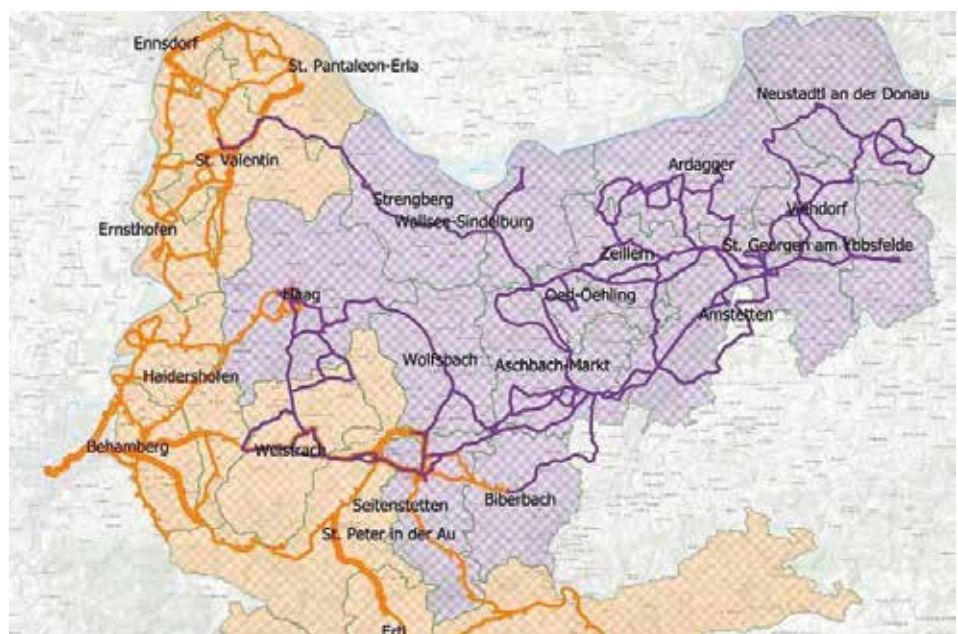 Ennsdorf
St. Pantaleon-Erla
Neustadtl an der Donau
St. Valentin
Ardagger
Strengberg
Wallsee-Sindelburg
Viehdorf
Ernsthofen
Zeillern
St. Georgen am Ybbsfelde
Haag
Oed-Oehling
Amstetten
Wolfsbach
Aschbach-Markt
Haidershofen
Behamberg
Weistrach
Seitenstetten
Biberbach
St. Peter in der Au
Ertl